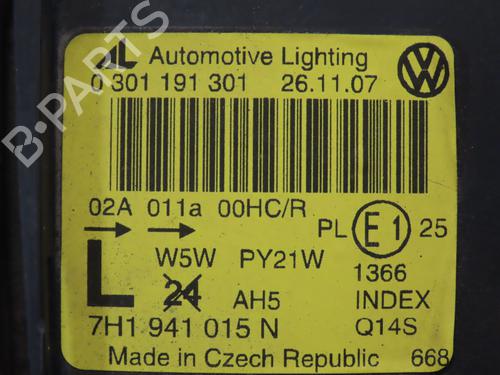 AL Automotive Lighting
0 301 191 301 26.11.07
02A 011a 00HC/R
PL E1 25
W5W PY21W
1366
L 24 AH5 INDEX
7H1 941 015 N Q14S
Made in Czech Republic 668
B-PARTS